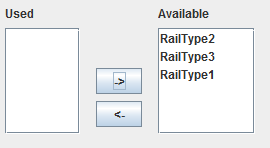 Used
Available
RailType2
RailType3
RailType1
->
<-